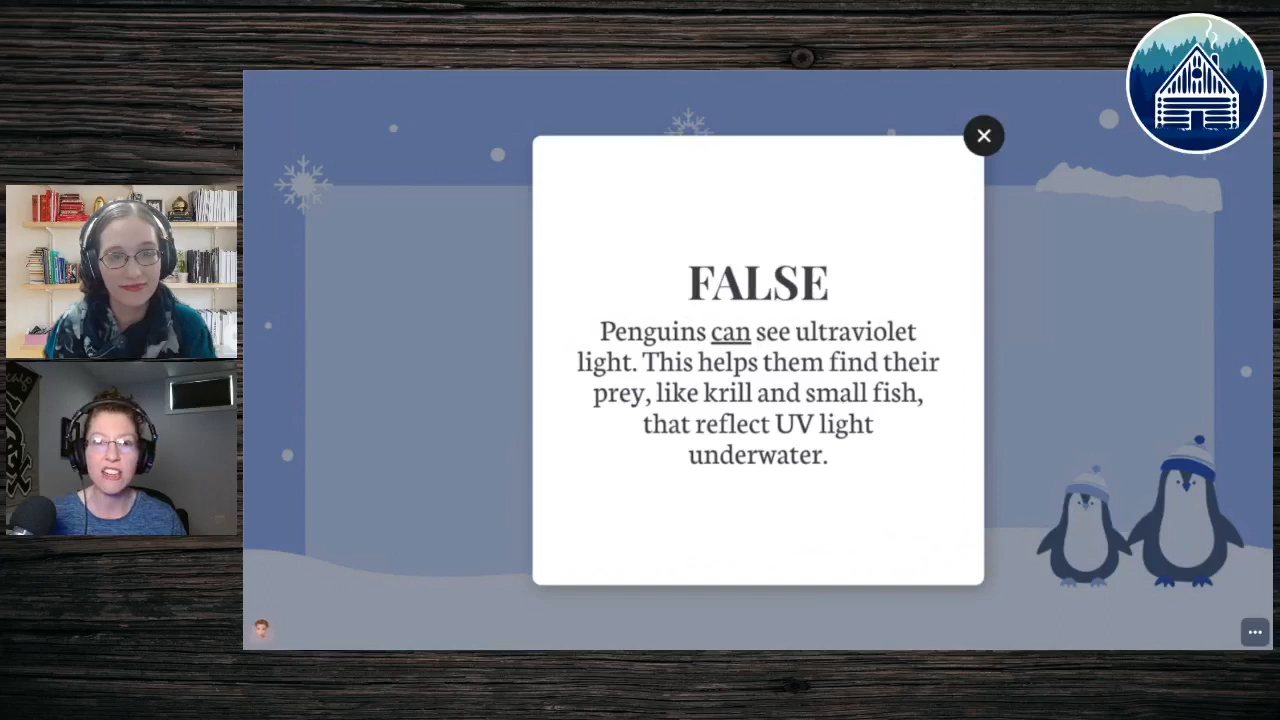 FALSE
Penguins can see ultraviolet
light. This helps them find their
prey, like krill and small fish,
that reflect UV light
underwater.